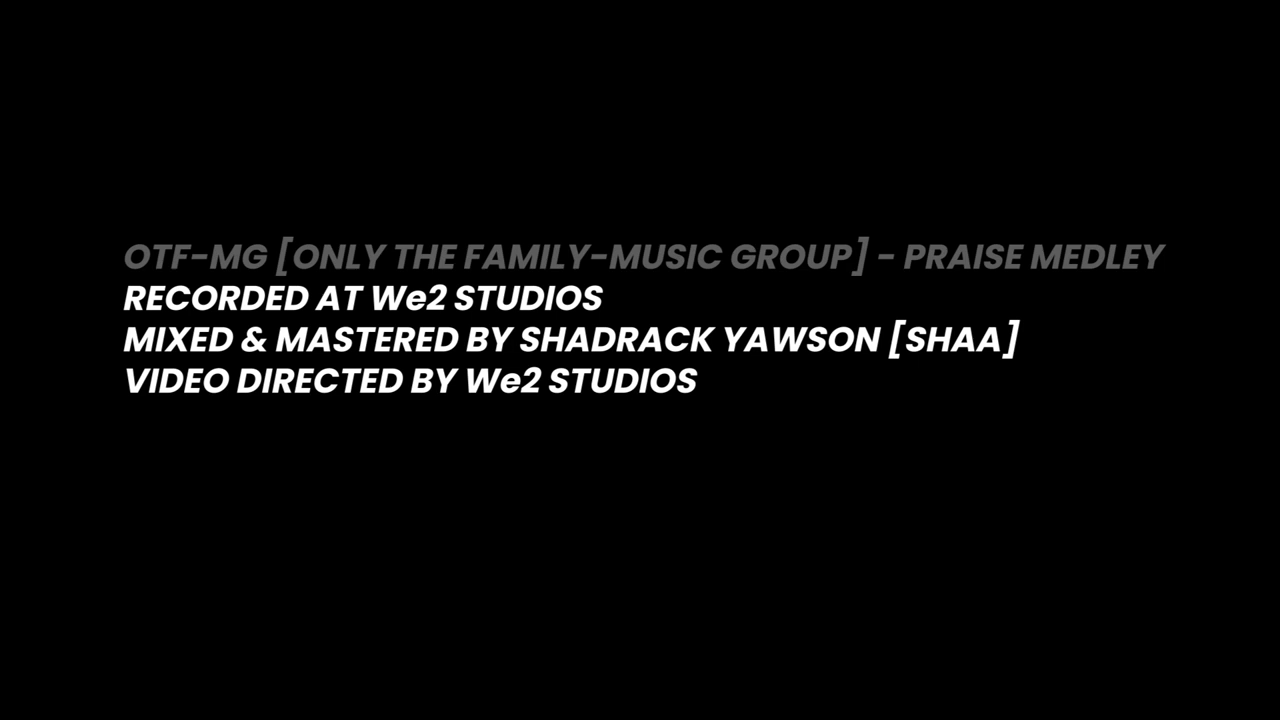 OTF-MG [ONLY THE FAMILY-MUSIC GROUP] - PRAISE MEDLEY
RECORDED AT We2 STUDIOS
MIXED & MASTERED BY SHADRACK YAWSON [SHAA]
VIDEO DIRECTED BY We2 STUDIOS